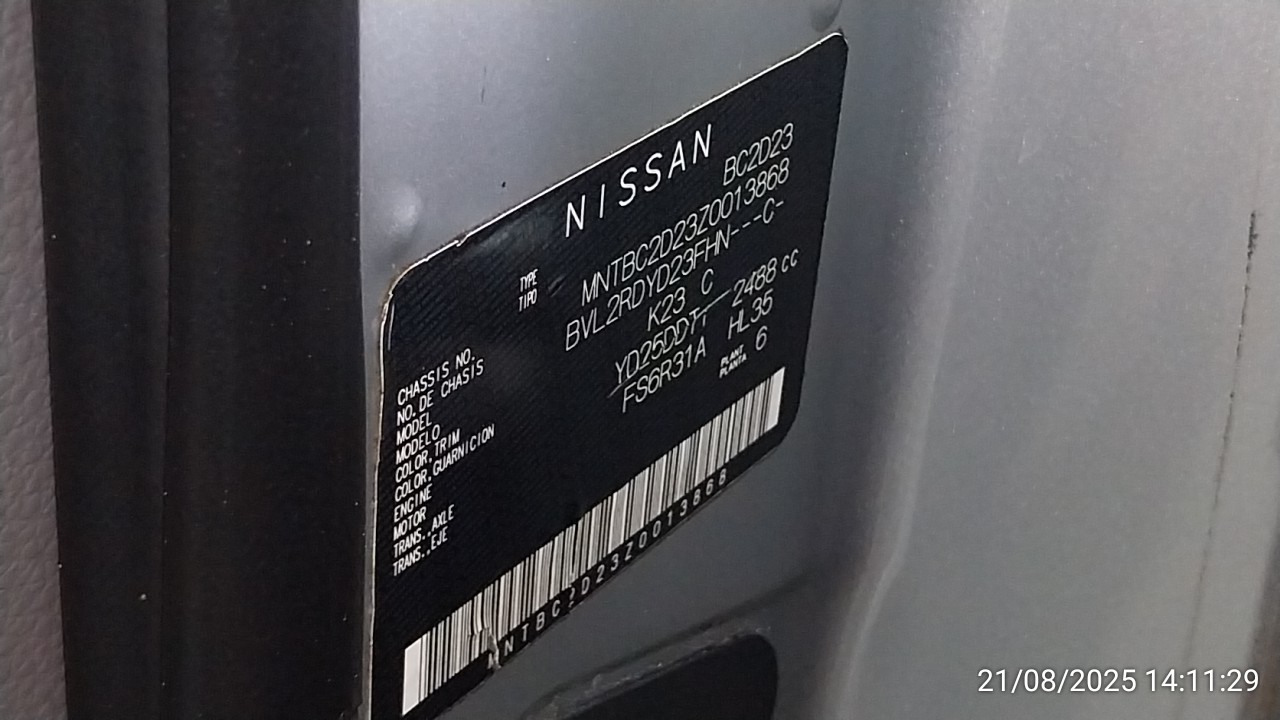 NISSAN
TYPE BC2D23
TIPO
CHASSIS NO. MNTBC2D23Z0013868
NO. DE CHASIS
MODEL BVL2RDYD23FHN---C-
MODELO
COLOR,TRIM K23 C
COLOR,GUARNICION
ENGINE YD25DDTi 2488 cc
MOTOR
TRANS.,AXLE FS6R31A HL35 PLANT 6
TRANS.,EJE PLANTA
MNTBC2D23Z0013868
21/08/2025 14:11:29